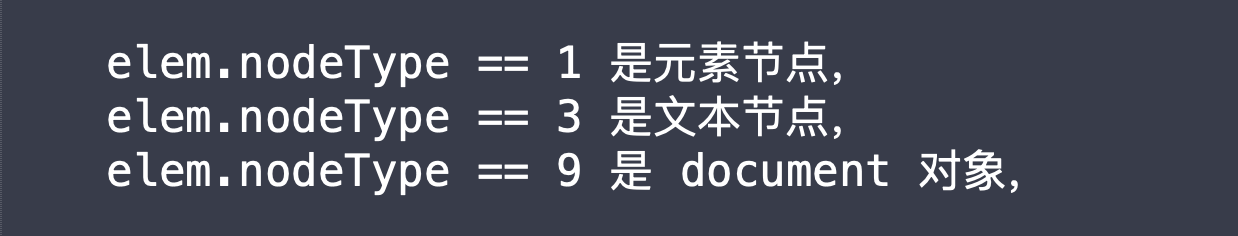 elem.nodeType == 1 是元素节点,
elem.nodeType == 3 是文本节点,
elem.nodeType == 9 是 document 对象,